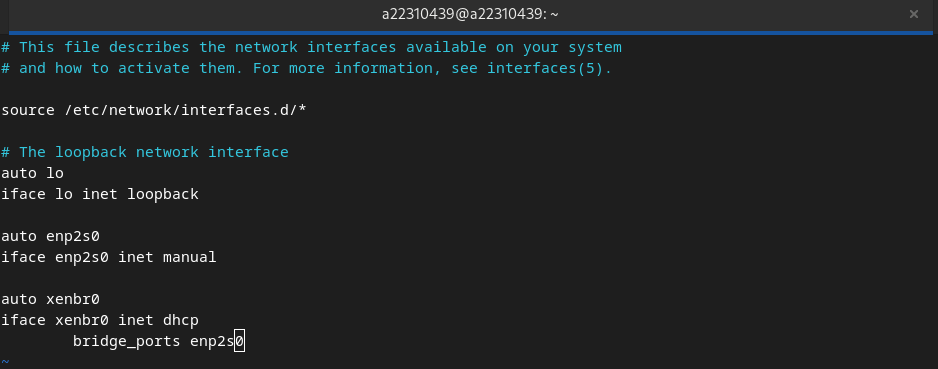 a22310439@a22310439: ~ ×
# This file describes the network interfaces available on your system
# and how to activate them. For more information, see interfaces(5).
source /etc/network/interfaces.d/*
# The loopback network interface
auto lo
iface lo inet loopback
auto enp2s0
iface enp2s0 inet manual
auto xenbr0
iface xenbr0 inet dhcp
        bridge_ports enp2s0
~